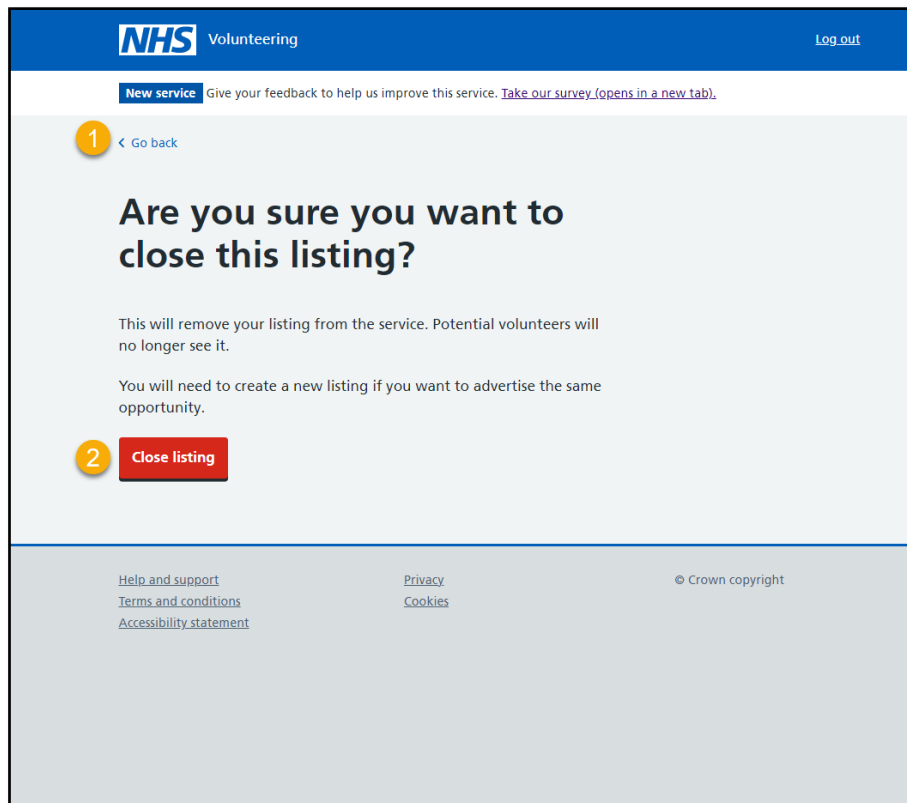 NHS Volunteering Log out
New service Give your feedback to help us improve this service. Take our survey (opens in a new tab).
1 Go back
Are you sure you want to
close this listing?
This will remove your listing from the service. Potential volunteers will
no longer see it.
You will need to create a new listing if you want to advertise the same
opportunity.
2 Close listing
Help and support Privacy © Crown copyright
Terms and conditions Cookies
Accessibility statement